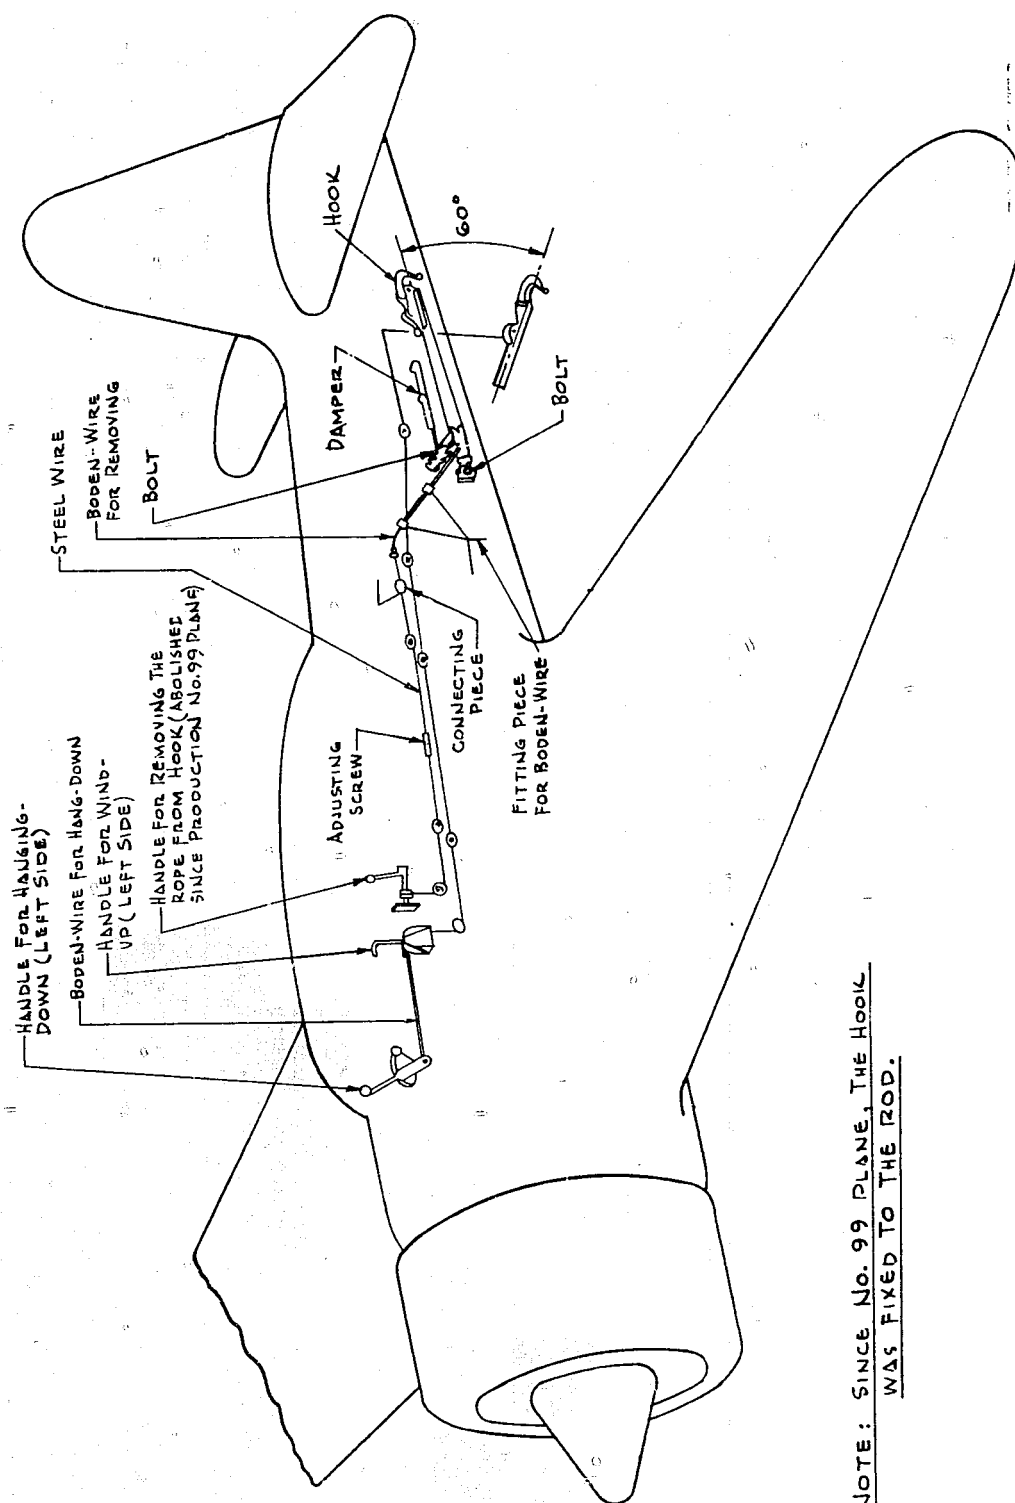 HANDLE FOR HANGING-
DOWN (LEFT SIDE)
BODEN-WIRE FOR HANG-DOWN
HANDLE FOR WIND-
UP (LEFT SIDE)
HANDLE FOR REMOVING THE
ROPE FROM HOOK (ABOLISHED
SINCE PRODUCTION No. 99 PLANE)
STEEL WIRE
BODEN-WIRE
FOR REMOVING
BOLT
DAMPER
HOOK
60°
BOLT
ADJUSTING
SCREW
CONNECTING
PIECE
FITTING PIECE
FOR BODEN-WIRE
NOTE: SINCE No. 99 PLANE, THE HOOK
WAS FIXED TO THE ROD.